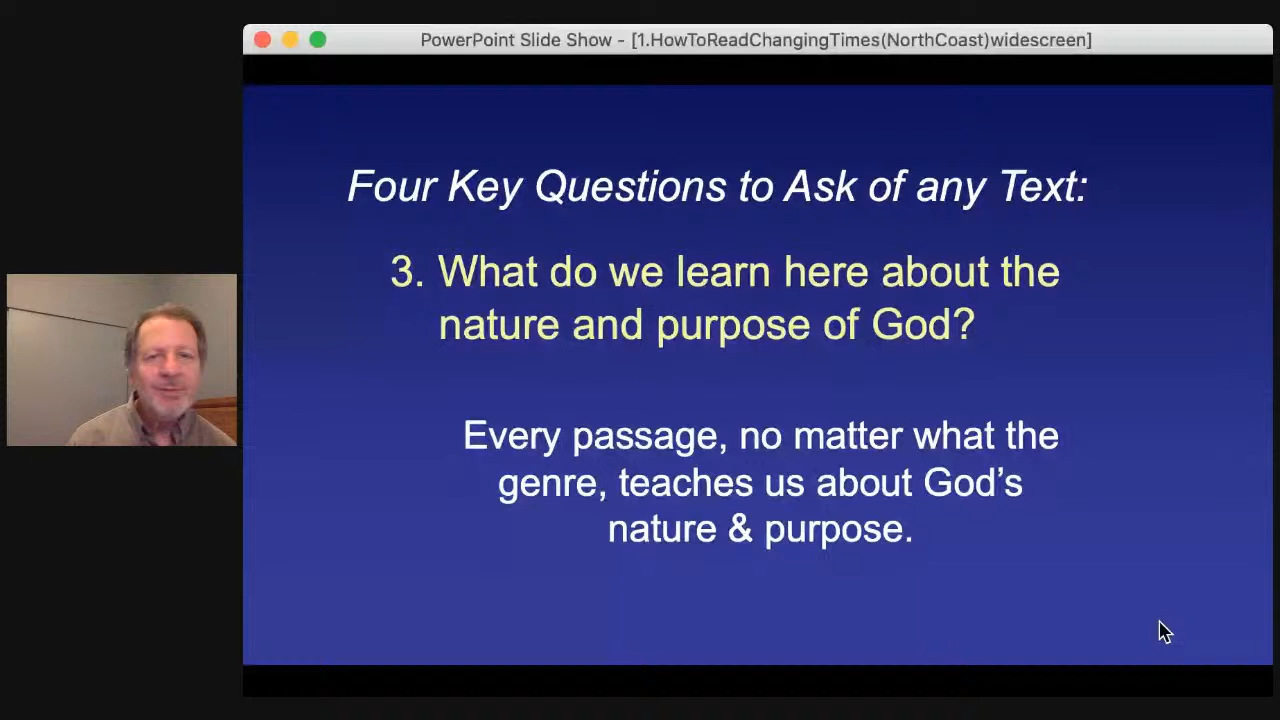 PowerPoint Slide Show - [1.HowToReadChangingTimes(NorthCoast)widescreen]
Four Key Questions to Ask of any Text:
3. What do we learn here about the
nature and purpose of God?
Every passage, no matter what the
genre, teaches us about God’s
nature & purpose.